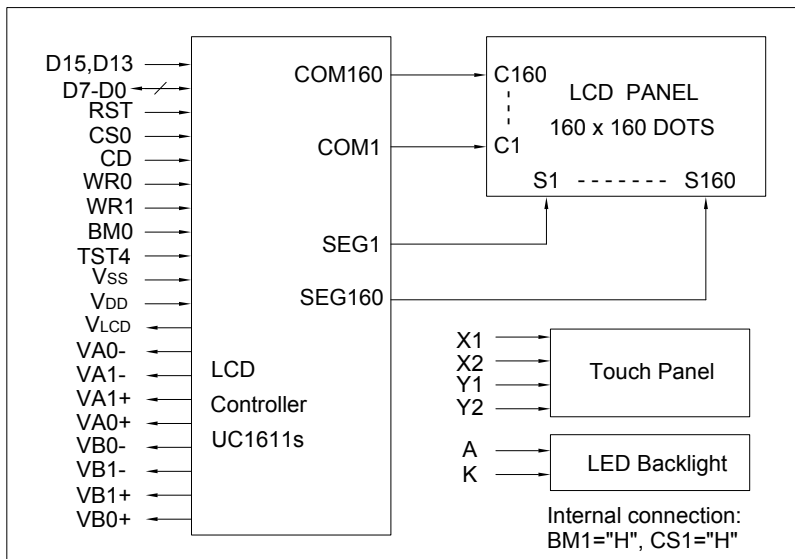 D15,D13
D7-D0
RST
CS0
CD
WR0
WR1
BM0
TST4
VSS
VDD
VLCD
VA0-
VA1-
VA1+
VA0+
VB0-
VB1-
VB1+
VB0+
COM160
COM1
SEG1
SEG160
LCD
Controller
UC1611s
C160
C1
LCD PANEL
160 x 160 DOTS
S1 ------- S160
X1
X2
Y1
Y2
Touch Panel
A
K
LED Backlight
Internal connection:
BM1="H", CS1="H"